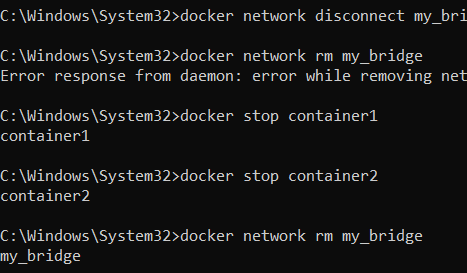 C:\Windows\System32>docker network disconnect my_bri
C:\Windows\System32>docker network rm my_bridge
Error response from daemon: error while removing net
C:\Windows\System32>docker stop container1
container1
C:\Windows\System32>docker stop container2
container2
C:\Windows\System32>docker network rm my_bridge
my_bridge